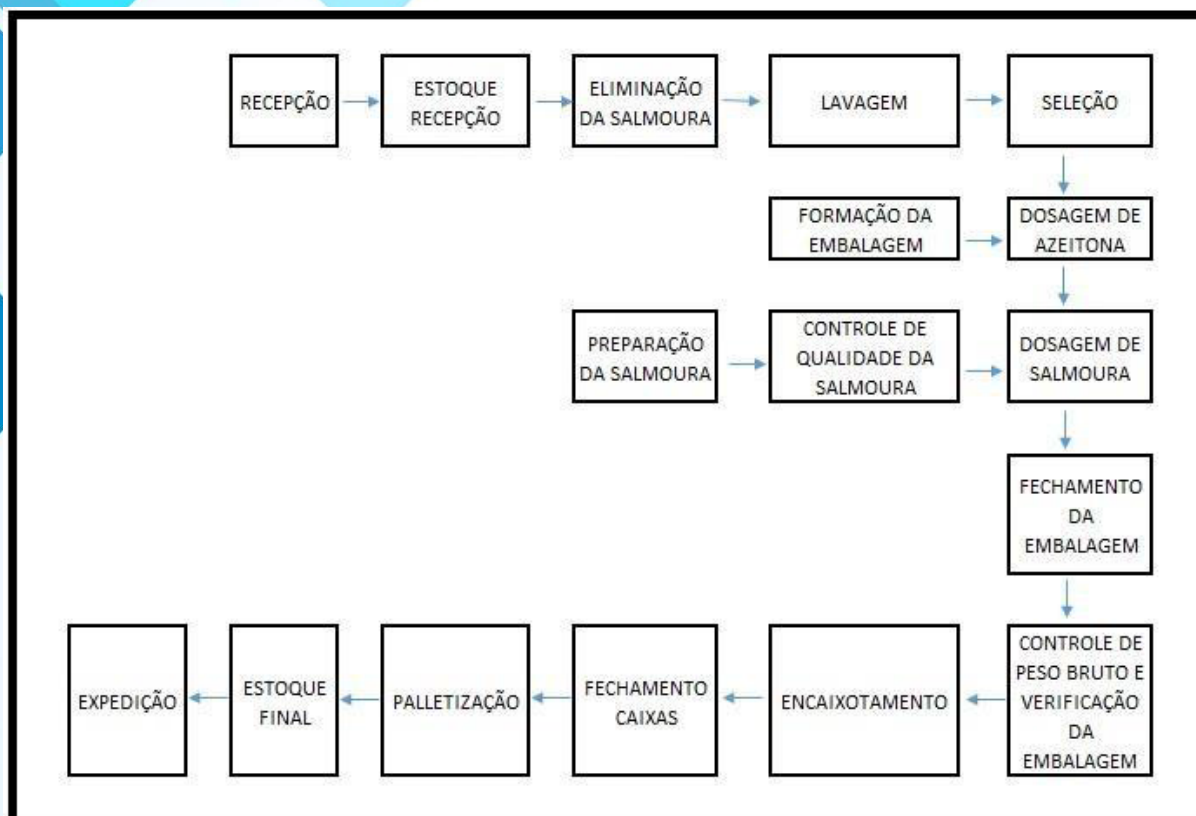 RECEPÇÃO
ESTOQUE
RECEPÇÃO
ELIMINAÇÃO
DA SALMOURA
LAVAGEM
SELEÇÃO
FORMAÇÃO DA
EMBALAGEM
DOSAGEM DE
AZEITONA
PREPARAÇÃO
DA SALMOURA
CONTROLE DE
QUALIDADE DA
SALMOURA
DOSAGEM DE
SALMOURA
FECHAMENTO
DA
EMBALAGEM
CONTROLE DE
PESO BRUTO E
VERIFICAÇÃO
DA
EMBALAGEM
ENCAIXOTAMENTO
FECHAMENTO
CAIXAS
PALLETIZAÇÃO
ESTOQUE
FINAL
EXPEDIÇÃO